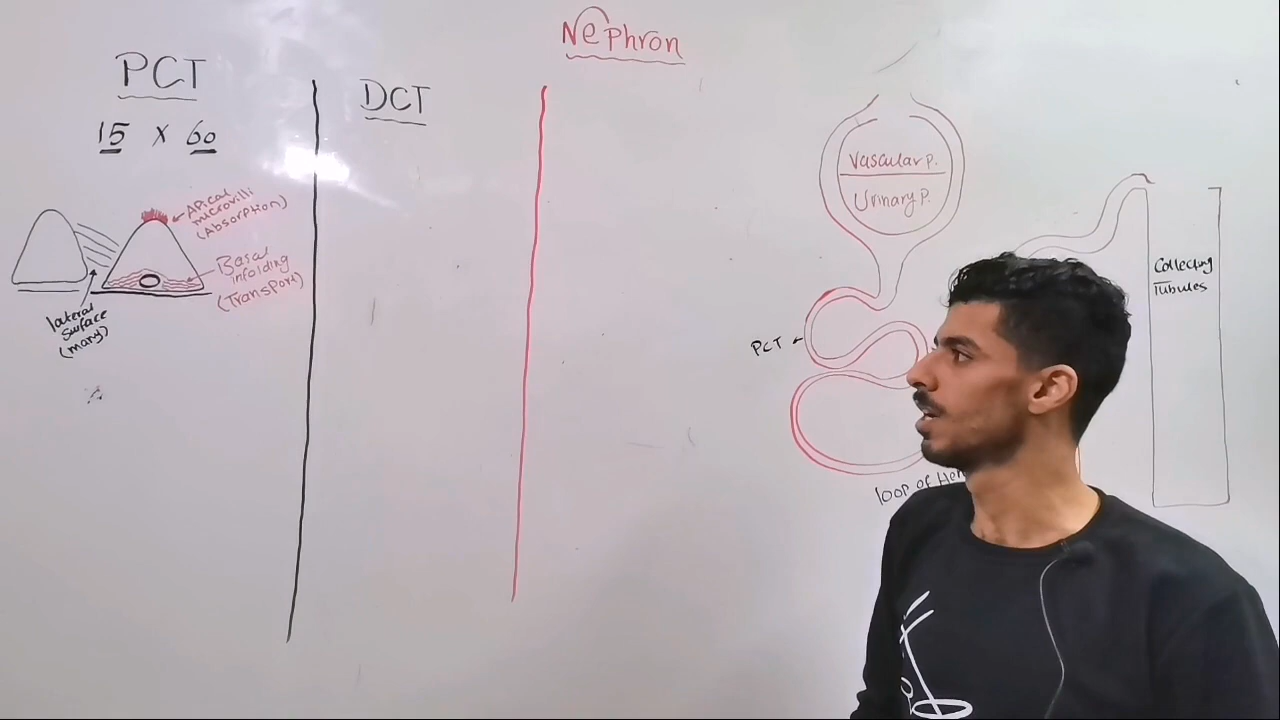 Nephron
PCT
15 x 60
Apical
microvilli
(Absorption)
Basal
infolding
(Transport)
lateral
surface
(many)
DCT
Vascular P.
Urinary P.
PCT
loop of Hen
Collecting
Tubules